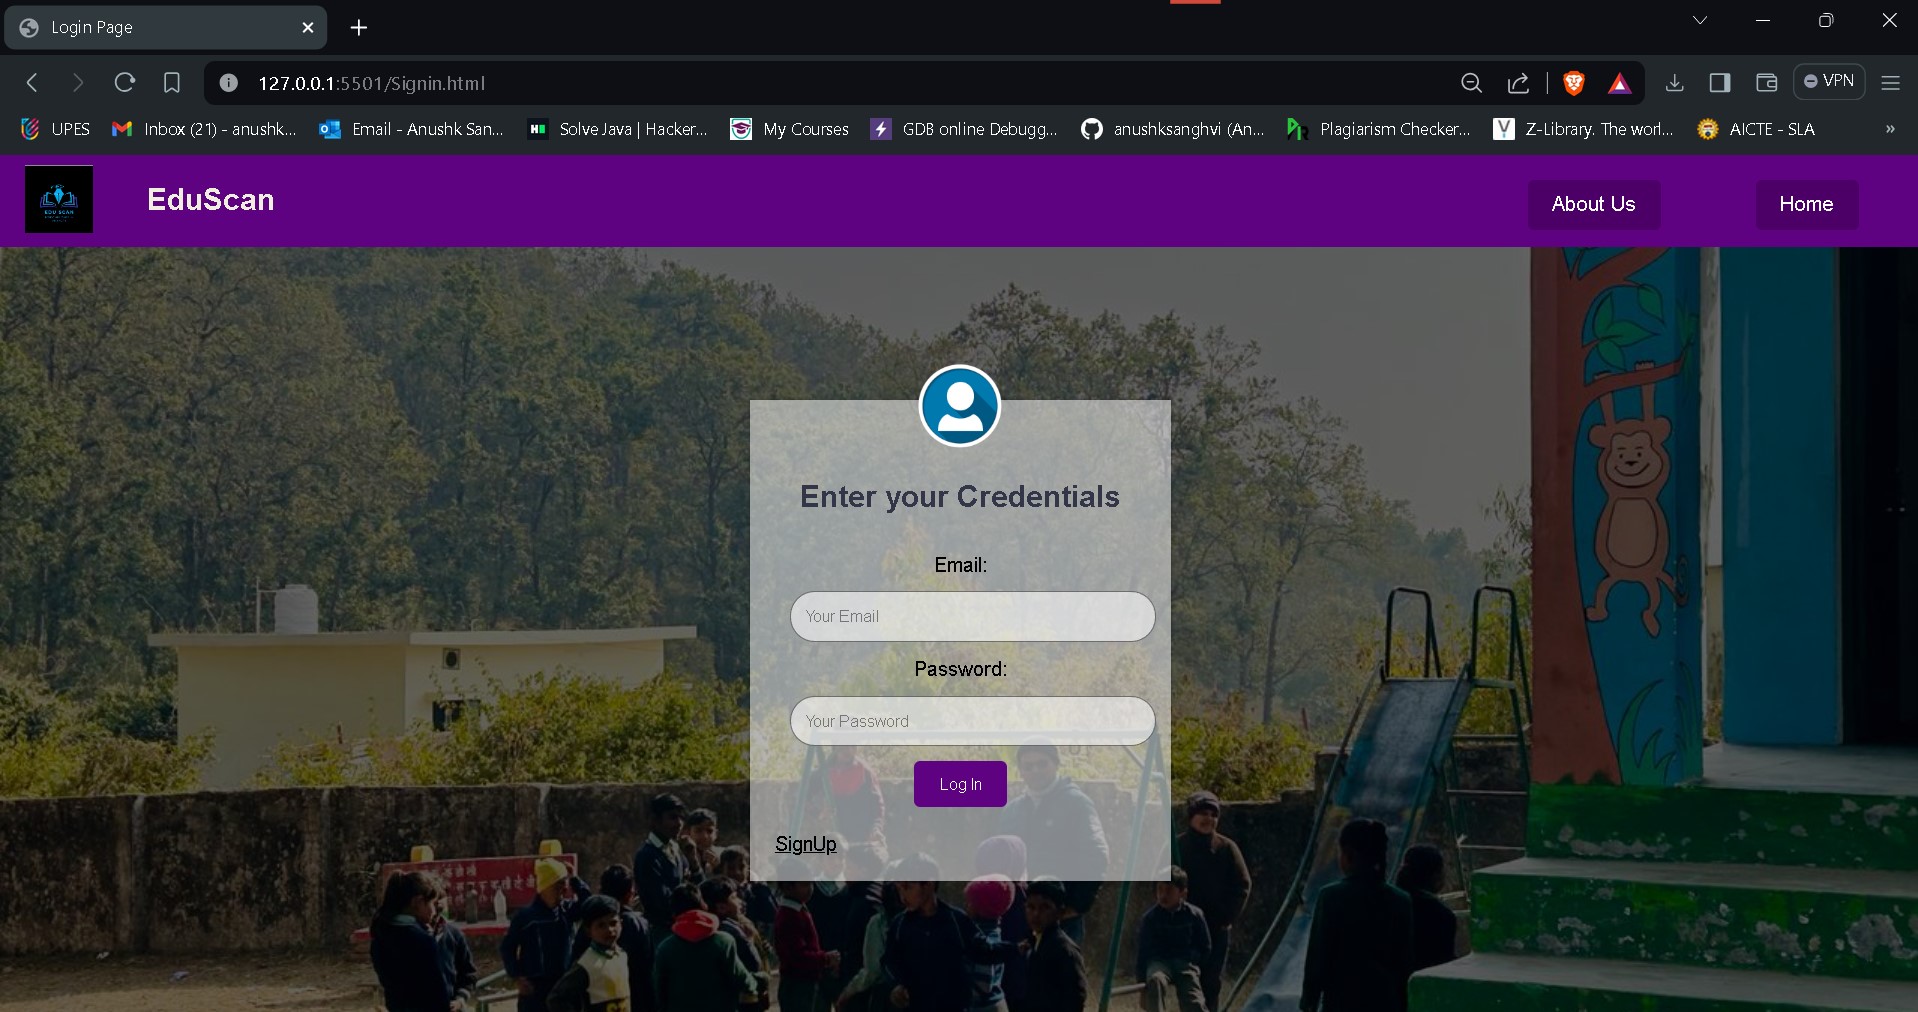 Login Page
127.0.0.1:5501/Signin.html
VPN
UPES
Inbox (21) - anushk...
Email - Anushk San...
Solve Java | Hacker...
My Courses
GDB online Debugg...
anushksanghvi (An...
Plagiarism Checker...
Z-Library. The worl...
AICTE - SLA
»
EDU SCAN
EduScan
About Us
Home
Enter your Credentials
Email:
Your Email
Password:
Your Password
Log In
SignUp